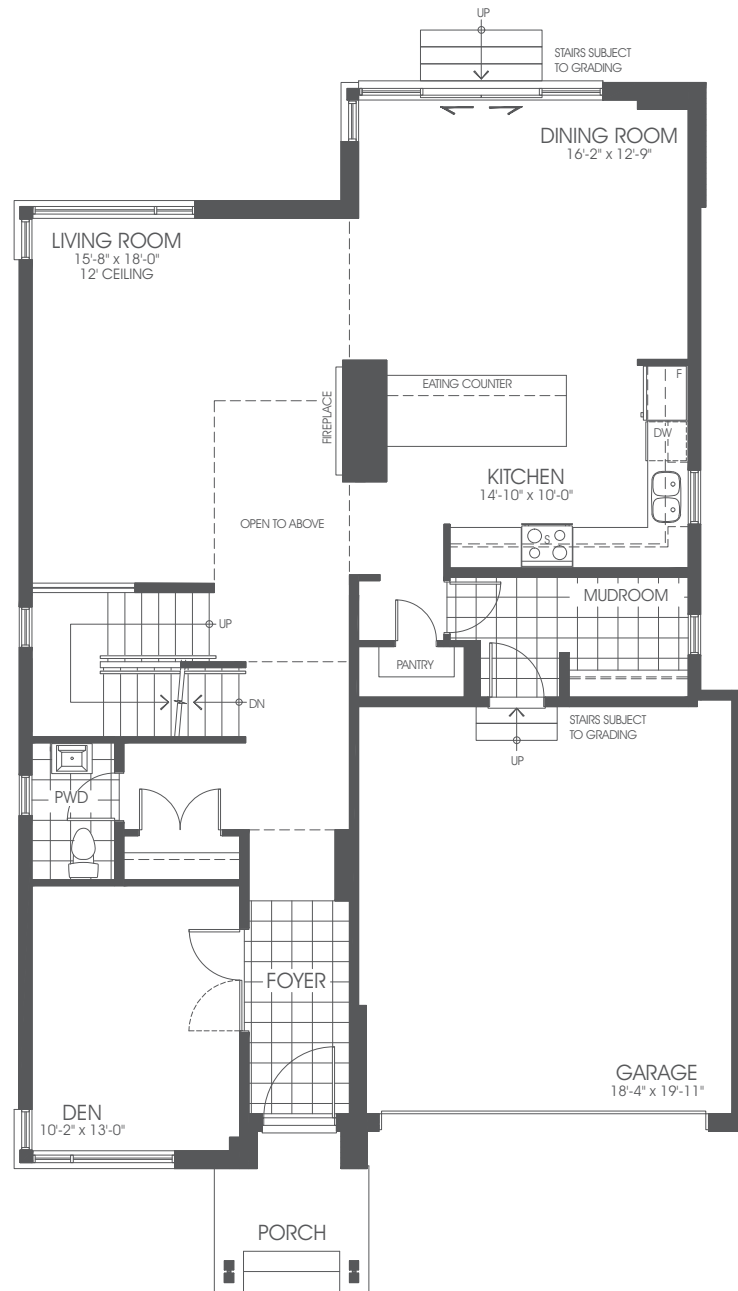 UP
STAIRS SUBJECT
TO GRADING
DINING ROOM
16'-2" x 12'-9"
LIVING ROOM
15'-8" x 18'-0"
12' CEILING
F
EATING COUNTER
FIREPLACE
DW
KITCHEN
14'-10" x 10'-0"
OPEN TO ABOVE
S
MUDROOM
UP
PANTRY
DN
STAIRS SUBJECT
TO GRADING
UP
PWD
FOYER
GARAGE
18'-4" x 19'-11"
DEN
10'-2" x 13'-0"
PORCH